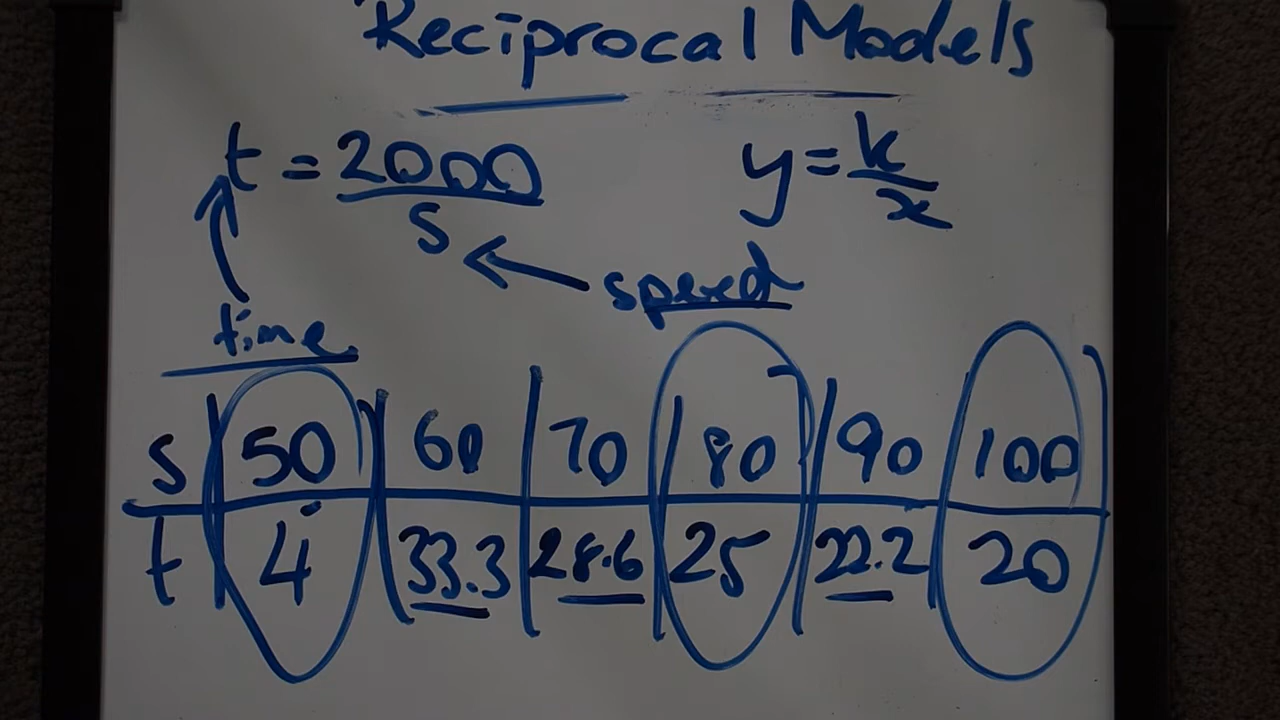 Reciprocal Models
t = 2000/s y = k/x
speed
time
s 50 60 70 80 90 100
t 4 33.3 28.6 25 22.2 20